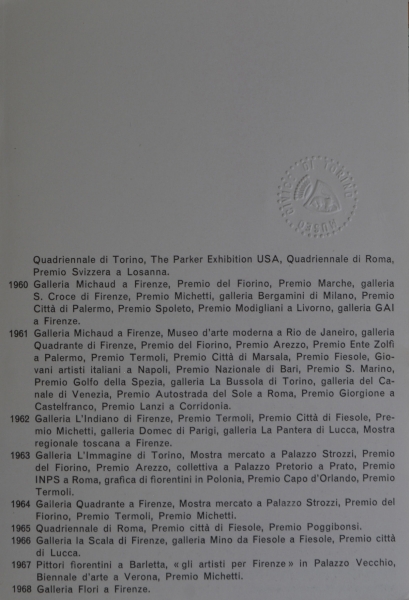 Quadriennale di Torino, The Parker Exhibition USA, Quadriennale di Roma,
Premio Svizzera a Losanna.
1960 Galleria Michaud a Firenze, Premio del Fiorino, Premio Marche, galleria
S. Croce di Firenze, Premio Michetti, galleria Bergamini di Milano, Premio
Città di Palermo, Premio Spoleto, Premio Modigliani a Livorno, galleria GAI
a Firenze.
1961 Galleria Michaud a Firenze, Museo d'arte moderna a Rio de Janeiro, galleria
Quadrante di Firenze, Premio del Fiorino, Premio Arezzo, Premio Ente Zolfi
a Palermo, Premio Termoli, Premio Città di Marsala, Premio Fiesole, Gio-
vani artisti italiani a Napoli, Premio Nazionale di Bari, Premio S. Marino,
Premio Golfo della Spezia, galleria La Bussola di Torino, galleria del Ca-
nale di Venezia, Premio Autostrada del Sole a Roma, Premio Giorgione a
Castelfranco, Premio Lanzi a Corridonia.
1962 Galleria L'Indiano di Firenze, Premio Termoli, Premio Città di Fiesole, Pre-
mio Michetti, galleria Domec di Parigi, galleria La Pantera di Lucca, Mostra
regionale toscana a Firenze.
1963 Galleria L'Immagine di Torino, Mostra mercato a Palazzo Strozzi, Premio
del Fiorino, Premio Arezzo, collettiva a Palazzo Pretorio a Prato, Premio
INPS a Roma, grafica di fiorentini in Polonia, Premio Capo d'Orlando, Premio
Termoli.
1964 Galleria Quadrante a Firenze, Mostra mercato a Palazzo Strozzi, Premio del
Fiorino, Premio Termoli, Premio Michetti.
1965 Quadriennale di Roma, Premio città di Fiesole, Premio Poggibonsi.
1966 Galleria la Scala di Firenze, galleria Mino da Fiesole a Fiesole, Premio città
di Lucca.
1967 Pittori fiorentini a Barletta, « gli artisti per Firenze » in Palazzo Vecchio,
Biennale d'arte a Verona, Premio Michetti.
1968 Galleria Flori a Firenze.